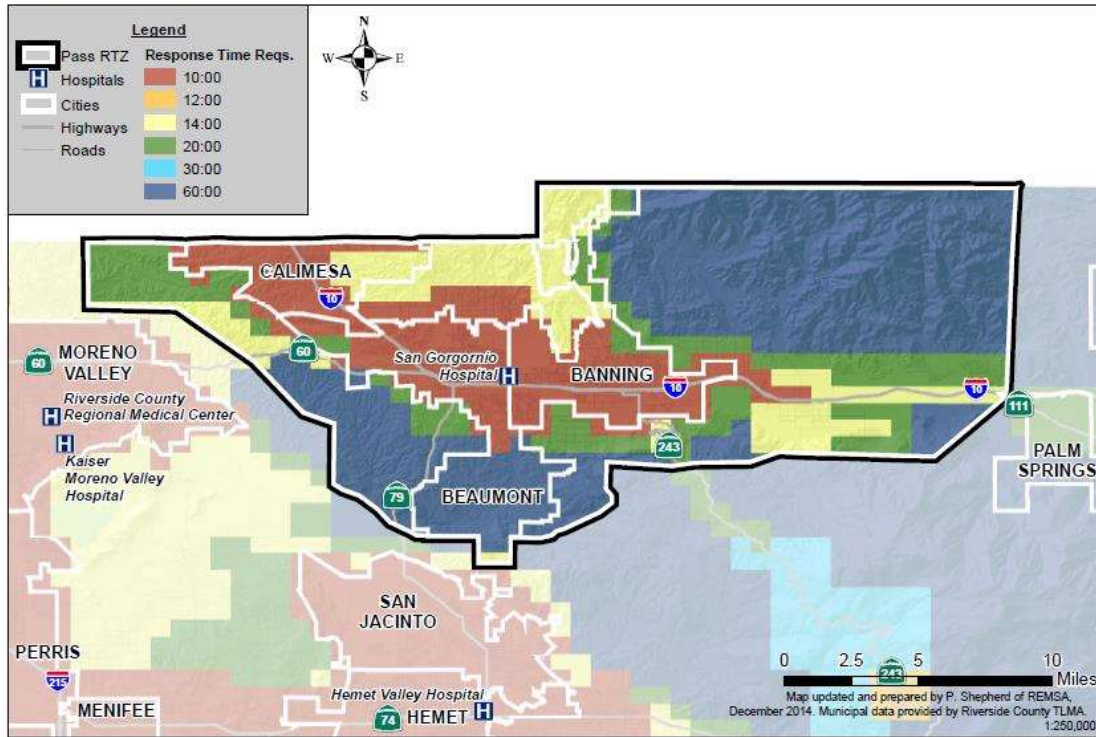 Legend
Pass RTZ
Hospitals
Cities
Highways
Roads
Response Time Reqs.
10:00
12:00
14:00
20:00
30:00
60:00
N
W
E
S
H
CALIMESA
10
60
MORENO
VALLEY
60
San Gorgornio
Hospital
H
BANNING
10
10
111
PALM
SPRINGS
H
Riverside County
Regional Medical Center
H
Kaiser
Moreno Valley
Hospital
243
79
BEAUMONT
SAN
JACINTO
PERRIS
215
MENIFEE
Hemet Valley Hospital
H
74
HEMET
243
0
2.5
5
10
Miles
Map updated and prepared by P. Shepherd of REMSA,
December 2014. Municipal data provided by Riverside County TLMA.
1:250,000